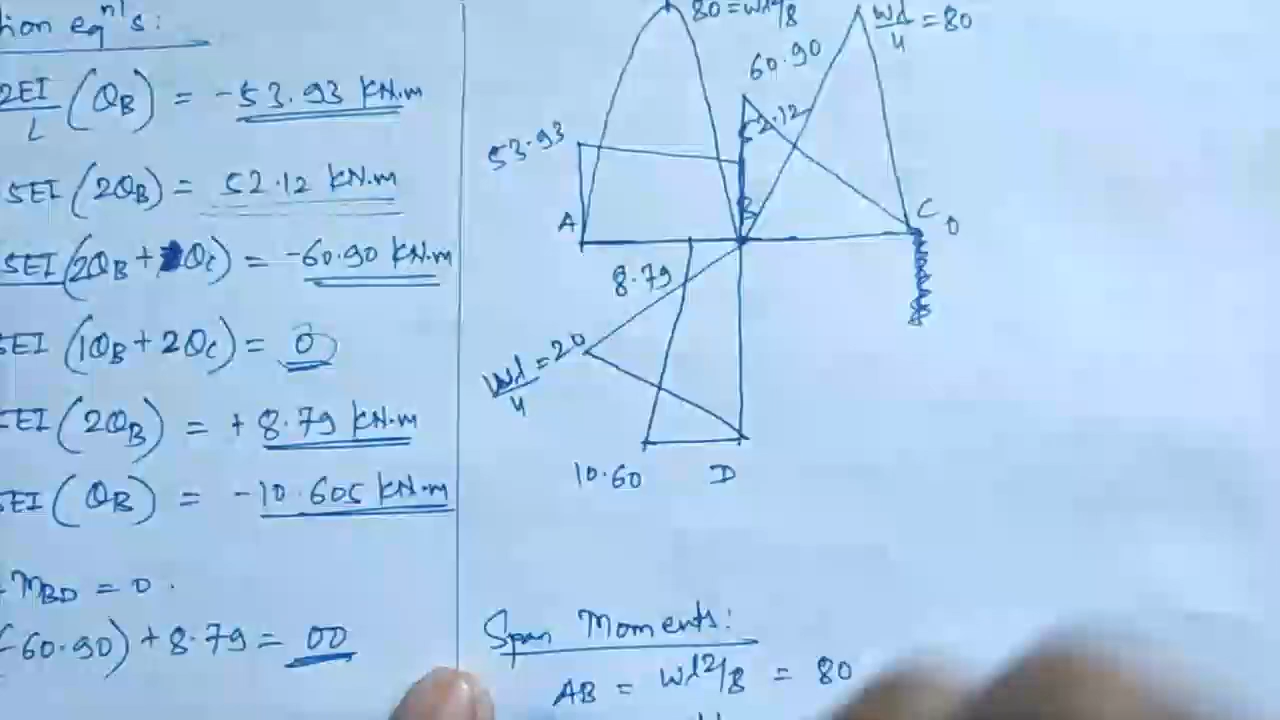 tion eqⁿ's:
2EI/L (θB) = -53.93 KN.m
5EI (2θB) = 52.12 KN.m
5EI (2θB + θc) = -60.90 KN.m
5EI (1θB + 2θc) = 0
5EI (2θB) = + 8.79 KN.m
5EI (θB) = -10.605 KN.m
MBD = 0.
(-60.90) + 8.79 = 00
80 = Wl²/8
Wl/4 = 80
60.90
52.12
53.93
A
B
C
0
8.79
Wl/4 = 20
10.60
D
Span Moments:
AB = Wl²/8 = 80